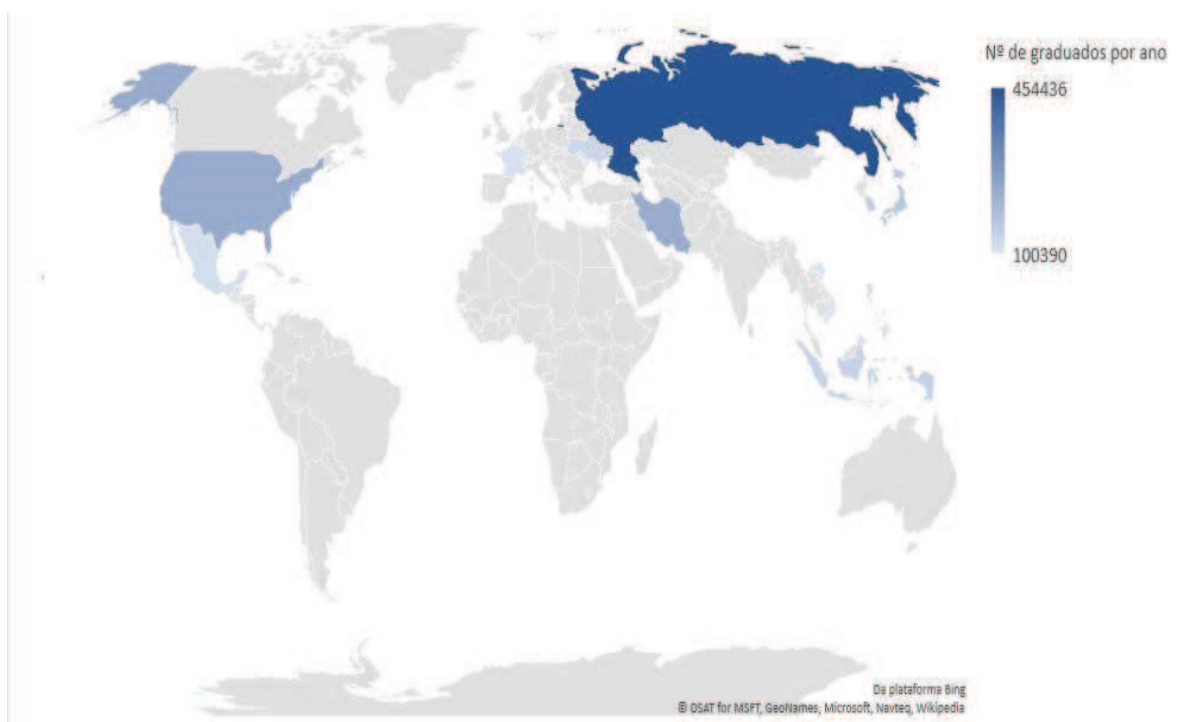 Nº de graduados por ano
454436
100390
Da plataforma Bing
© DSAT for MSFT, GeoNames, Microsoft, Navteq, Wikipedia